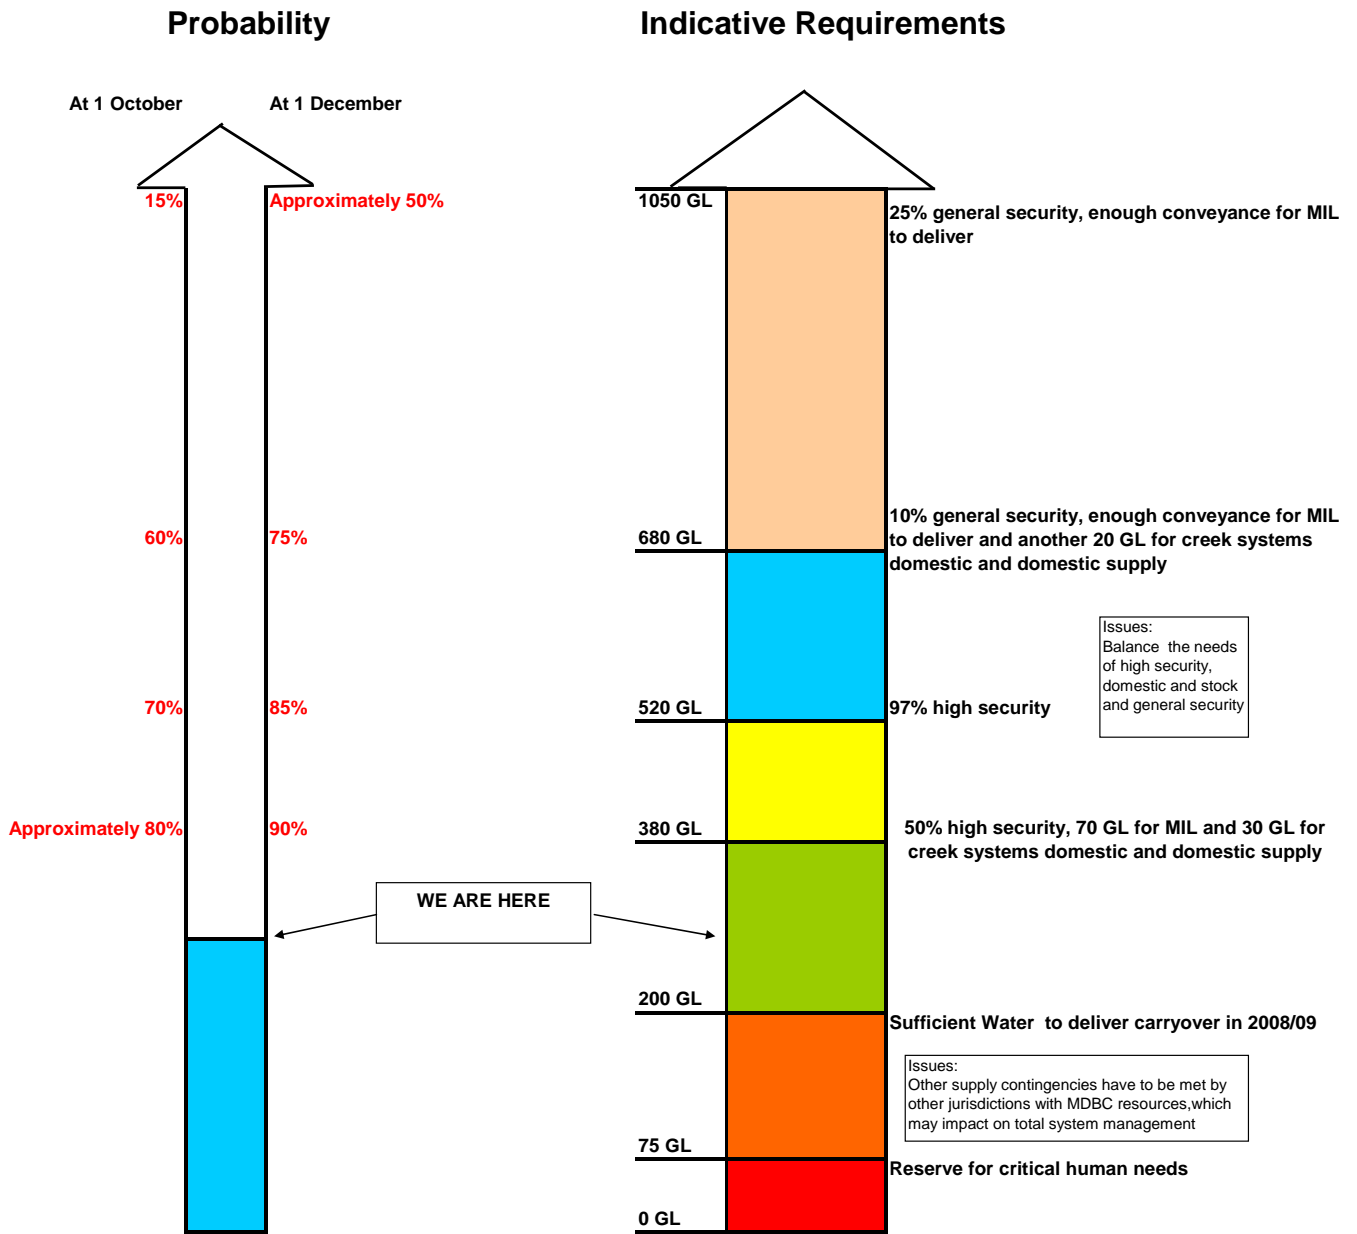 Probability
Indicative Requirements
At 1 October
At 1 December
15%
Approximately 50%
1050 GL
25% general security, enough conveyance for MIL
to deliver
60%
75%
680 GL
10% general security, enough conveyance for MIL
to deliver and another 20 GL for creek systems
domestic and domestic supply
Issues:
Balance  the needs
of high security,
domestic and stock
and general security
70%
85%
520 GL
97% high security
Approximately 80%
90%
380 GL
50% high security, 70 GL for MIL and 30 GL for
creek systems domestic and domestic supply
WE ARE HERE
200 GL
Sufficient Water  to deliver carryover in 2008/09
Issues:
Other supply contingencies have to be met by
other jurisdictions with MDBC resources,which
may impact on total system management
75 GL
Reserve for critical human needs
0 GL